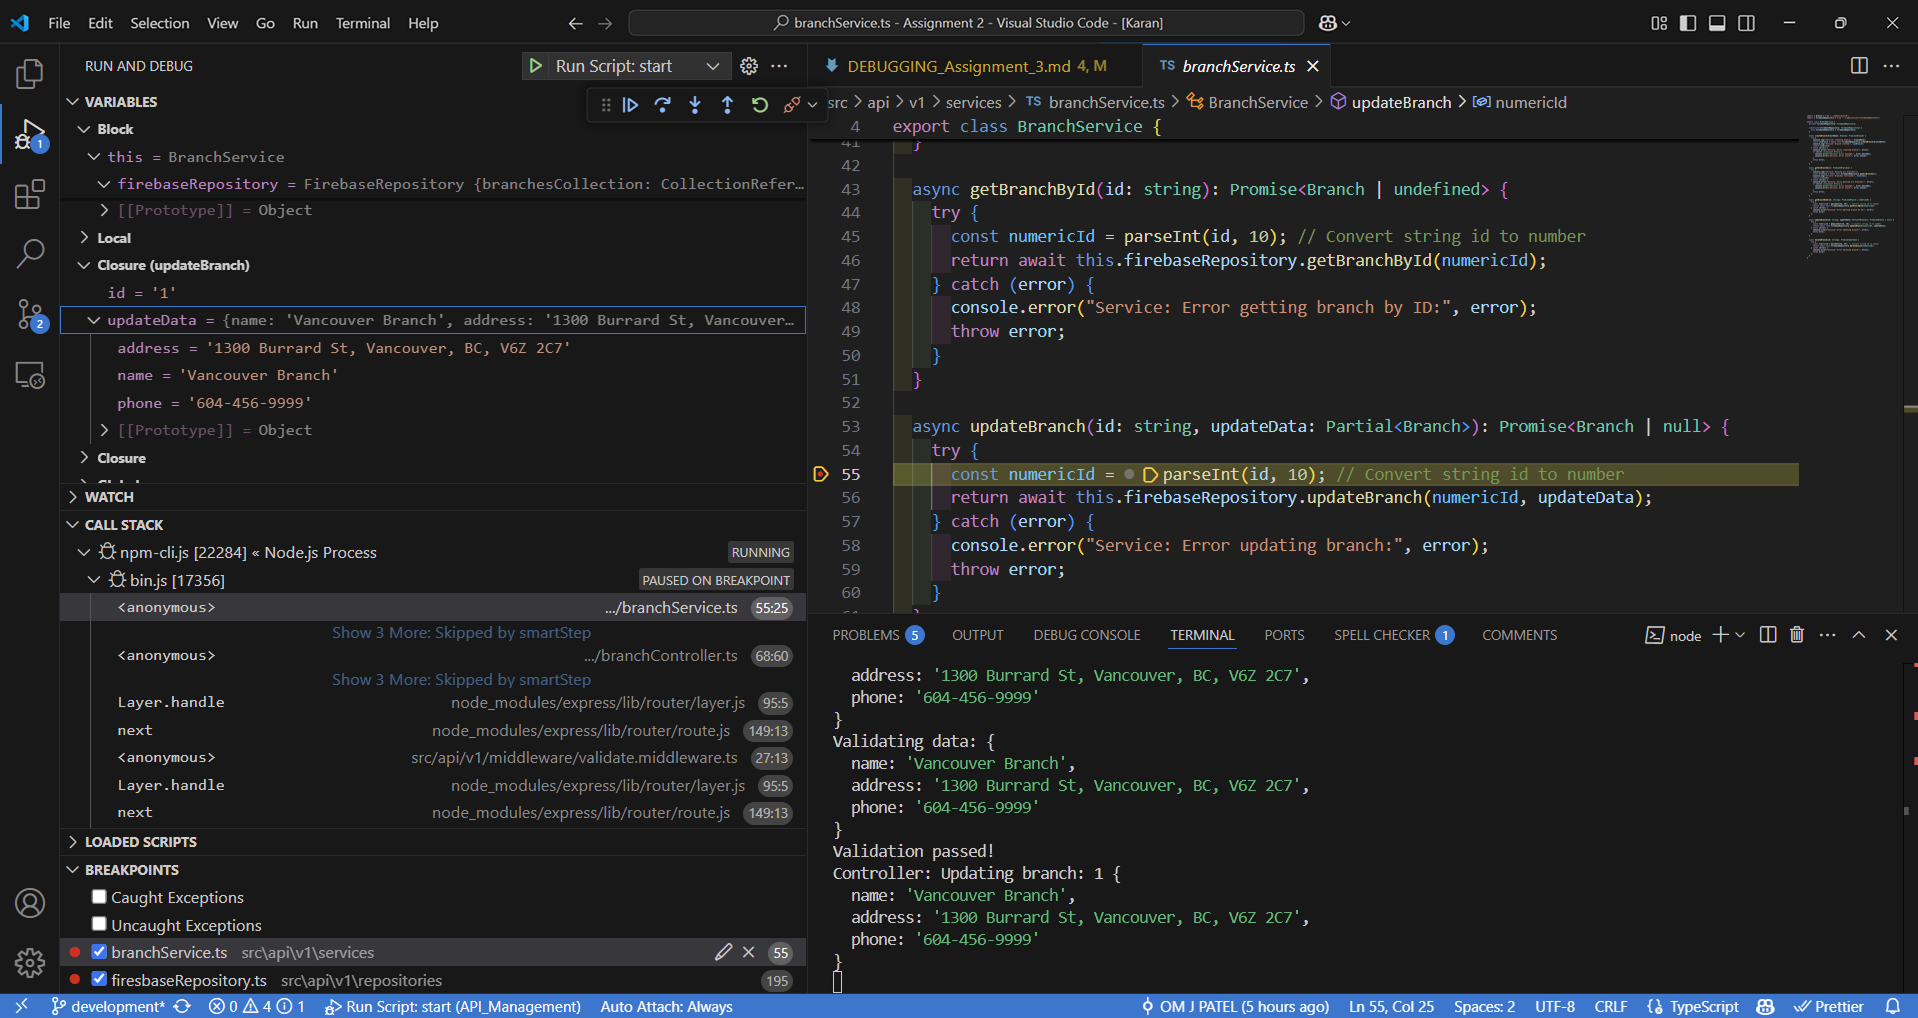 File Edit Selection View Go Run Terminal Help
branchService.ts - Assignment 2 - Visual Studio Code - [Karan]
RUN AND DEBUG
Run Script: start
VARIABLES
Block
this = BranchService
firebaseRepository = FirebaseRepository {branchesCollection: CollectionRefer…
[[Prototype]] = Object
Local
Closure (updateBranch)
id = '1'
updateData = {name: 'Vancouver Branch', address: '1300 Burrard St, Vancouver…
address = '1300 Burrard St, Vancouver, BC, V6Z 2C7'
name = 'Vancouver Branch'
phone = '604-456-9999'
[[Prototype]] = Object
Closure
WATCH
CALL STACK
npm-cli.js [22284] « Node.js Process RUNNING
bin.js [17356] PAUSED ON BREAKPOINT
<anonymous> .../branchService.ts 55:25
Show 3 More: Skipped by smartStep
<anonymous> .../branchController.ts 68:60
Show 3 More: Skipped by smartStep
Layer.handle node_modules/express/lib/router/layer.js 95:5
next node_modules/express/lib/router/route.js 149:13
<anonymous> src/api/v1/middleware/validate.middleware.ts 27:13
Layer.handle node_modules/express/lib/router/layer.js 95:5
next node_modules/express/lib/router/route.js 149:13
LOADED SCRIPTS
BREAKPOINTS
Caught Exceptions
Uncaught Exceptions
branchService.ts src\api\v1\services 55
firesbaseRepository.ts src\api\v1\repositories 195
1
2
DEBUGGING_Assignment_3.md 4, M
TS branchService.ts
src > api > v1 > services > TS branchService.ts > BranchService > updateBranch > numericId
4 export class BranchService {
41 }
42
43 async getBranchById(id: string): Promise<Branch | undefined> {
44 try {
45 const numericId = parseInt(id, 10); // Convert string id to number
46 return await this.firebaseRepository.getBranchById(numericId);
47 } catch (error) {
48 console.error("Service: Error getting branch by ID:", error);
49 throw error;
50 }
51 }
52
53 async updateBranch(id: string, updateData: Partial<Branch>): Promise<Branch | null> {
54 try {
55 const numericId = parseInt(id, 10); // Convert string id to number
56 return await this.firebaseRepository.updateBranch(numericId, updateData);
57 } catch (error) {
58 console.error("Service: Error updating branch:", error);
59 throw error;
60 }
PROBLEMS 5 OUTPUT DEBUG CONSOLE TERMINAL PORTS SPELL CHECKER 1 COMMENTS node
address: '1300 Burrard St, Vancouver, BC, V6Z 2C7',
phone: '604-456-9999'
}
Validating data: {
name: 'Vancouver Branch',
address: '1300 Burrard St, Vancouver, BC, V6Z 2C7',
phone: '604-456-9999'
}
Validation passed!
Controller: Updating branch: 1 {
name: 'Vancouver Branch',
address: '1300 Burrard St, Vancouver, BC, V6Z 2C7',
phone: '604-456-9999'
}
development* 0 4 1 Run Script: start (API_Management) Auto Attach: Always OM J PATEL (5 hours ago) Ln 55, Col 25 Spaces: 2 UTF-8 CRLF TypeScript Prettier